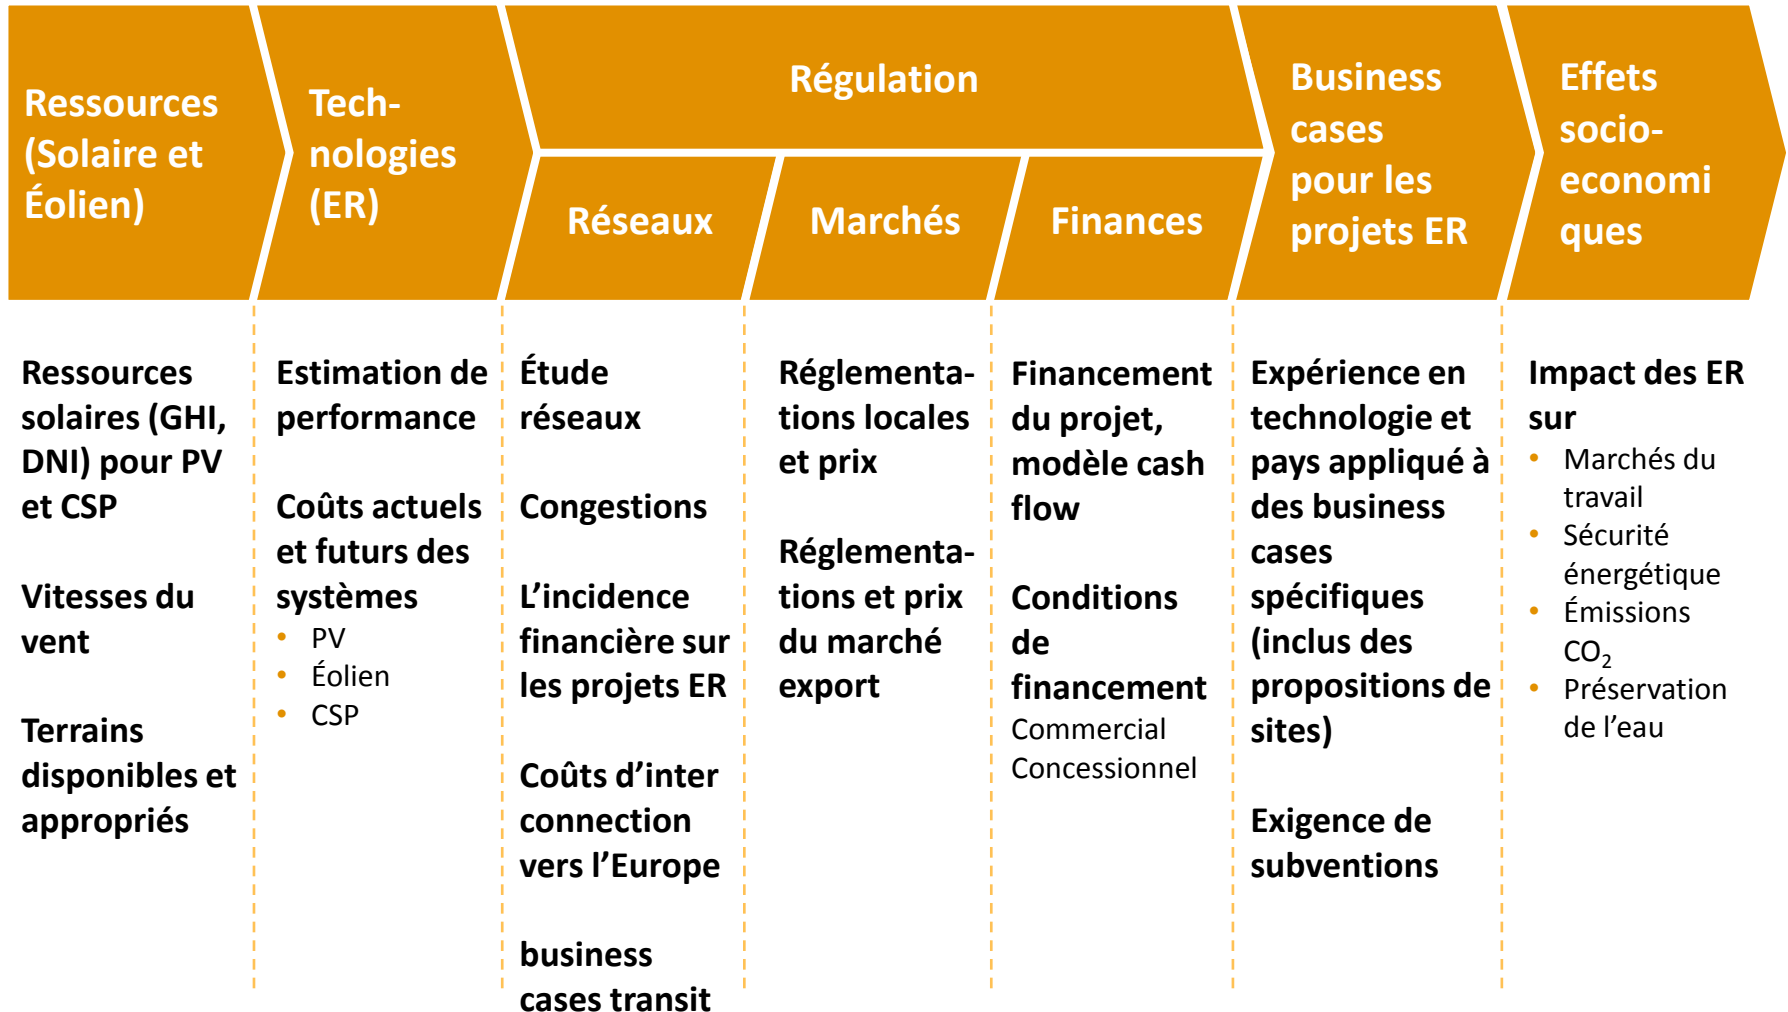 Ressources
(Solaire et
Éolien)
Tech-
nologies
(ER)
Régulation
Réseaux
Marchés
Finances
Business
cases
pour les
projets ER
Effets
socio-
economi
ques
Ressources
solaires (GHI,
DNI) pour PV
et CSP
Vitesses du
vent
Terrains
disponibles et
appropriés
Estimation de
performance
Coûts actuels
et futurs des
systèmes
• PV
• Éolien
• CSP
Étude
réseaux
Congestions
L’incidence
financière sur
les projets ER
Coûts d’inter
connection
vers l’Europe
business
cases transit
Réglementa-
tions locales
et prix
Réglementa-
tions et prix
du marché
export
Financement
du projet,
modèle cash
flow
Conditions
de
financement
Commercial
Concessionnel
Expérience en
technologie et
pays appliqué à
des business
cases
spécifiques
(inclus des
propositions de
sites)
Exigence de
subventions
Impact des ER
sur
• Marchés du
travail
• Sécurité
énergétique
• Émissions
CO₂
• Préservation
de l’eau